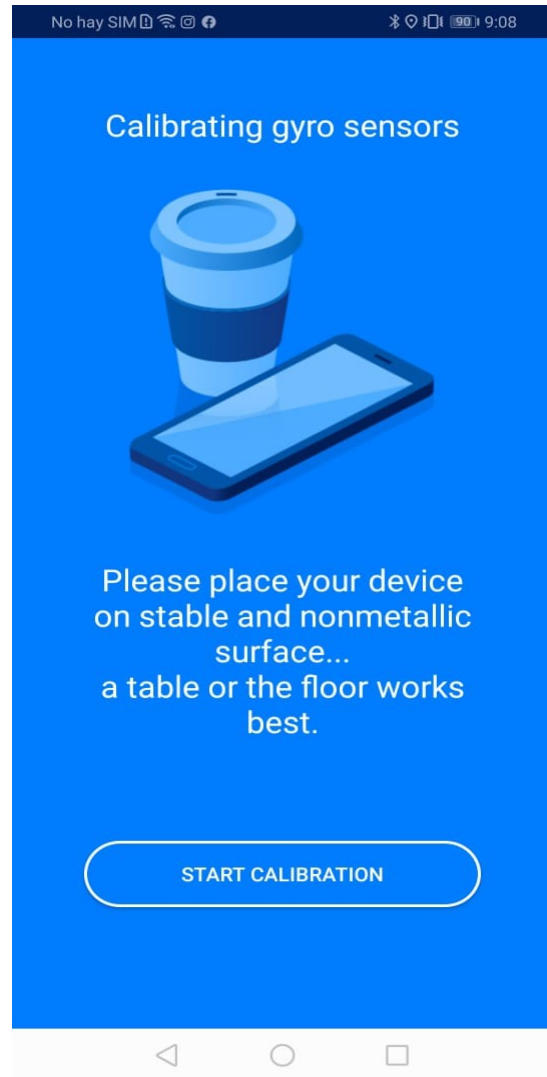 No hay SIM 90 9:08
Calibrating gyro sensors
Please place your device
on stable and nonmetallic
surface...
a table or the floor works
best.
START CALIBRATION